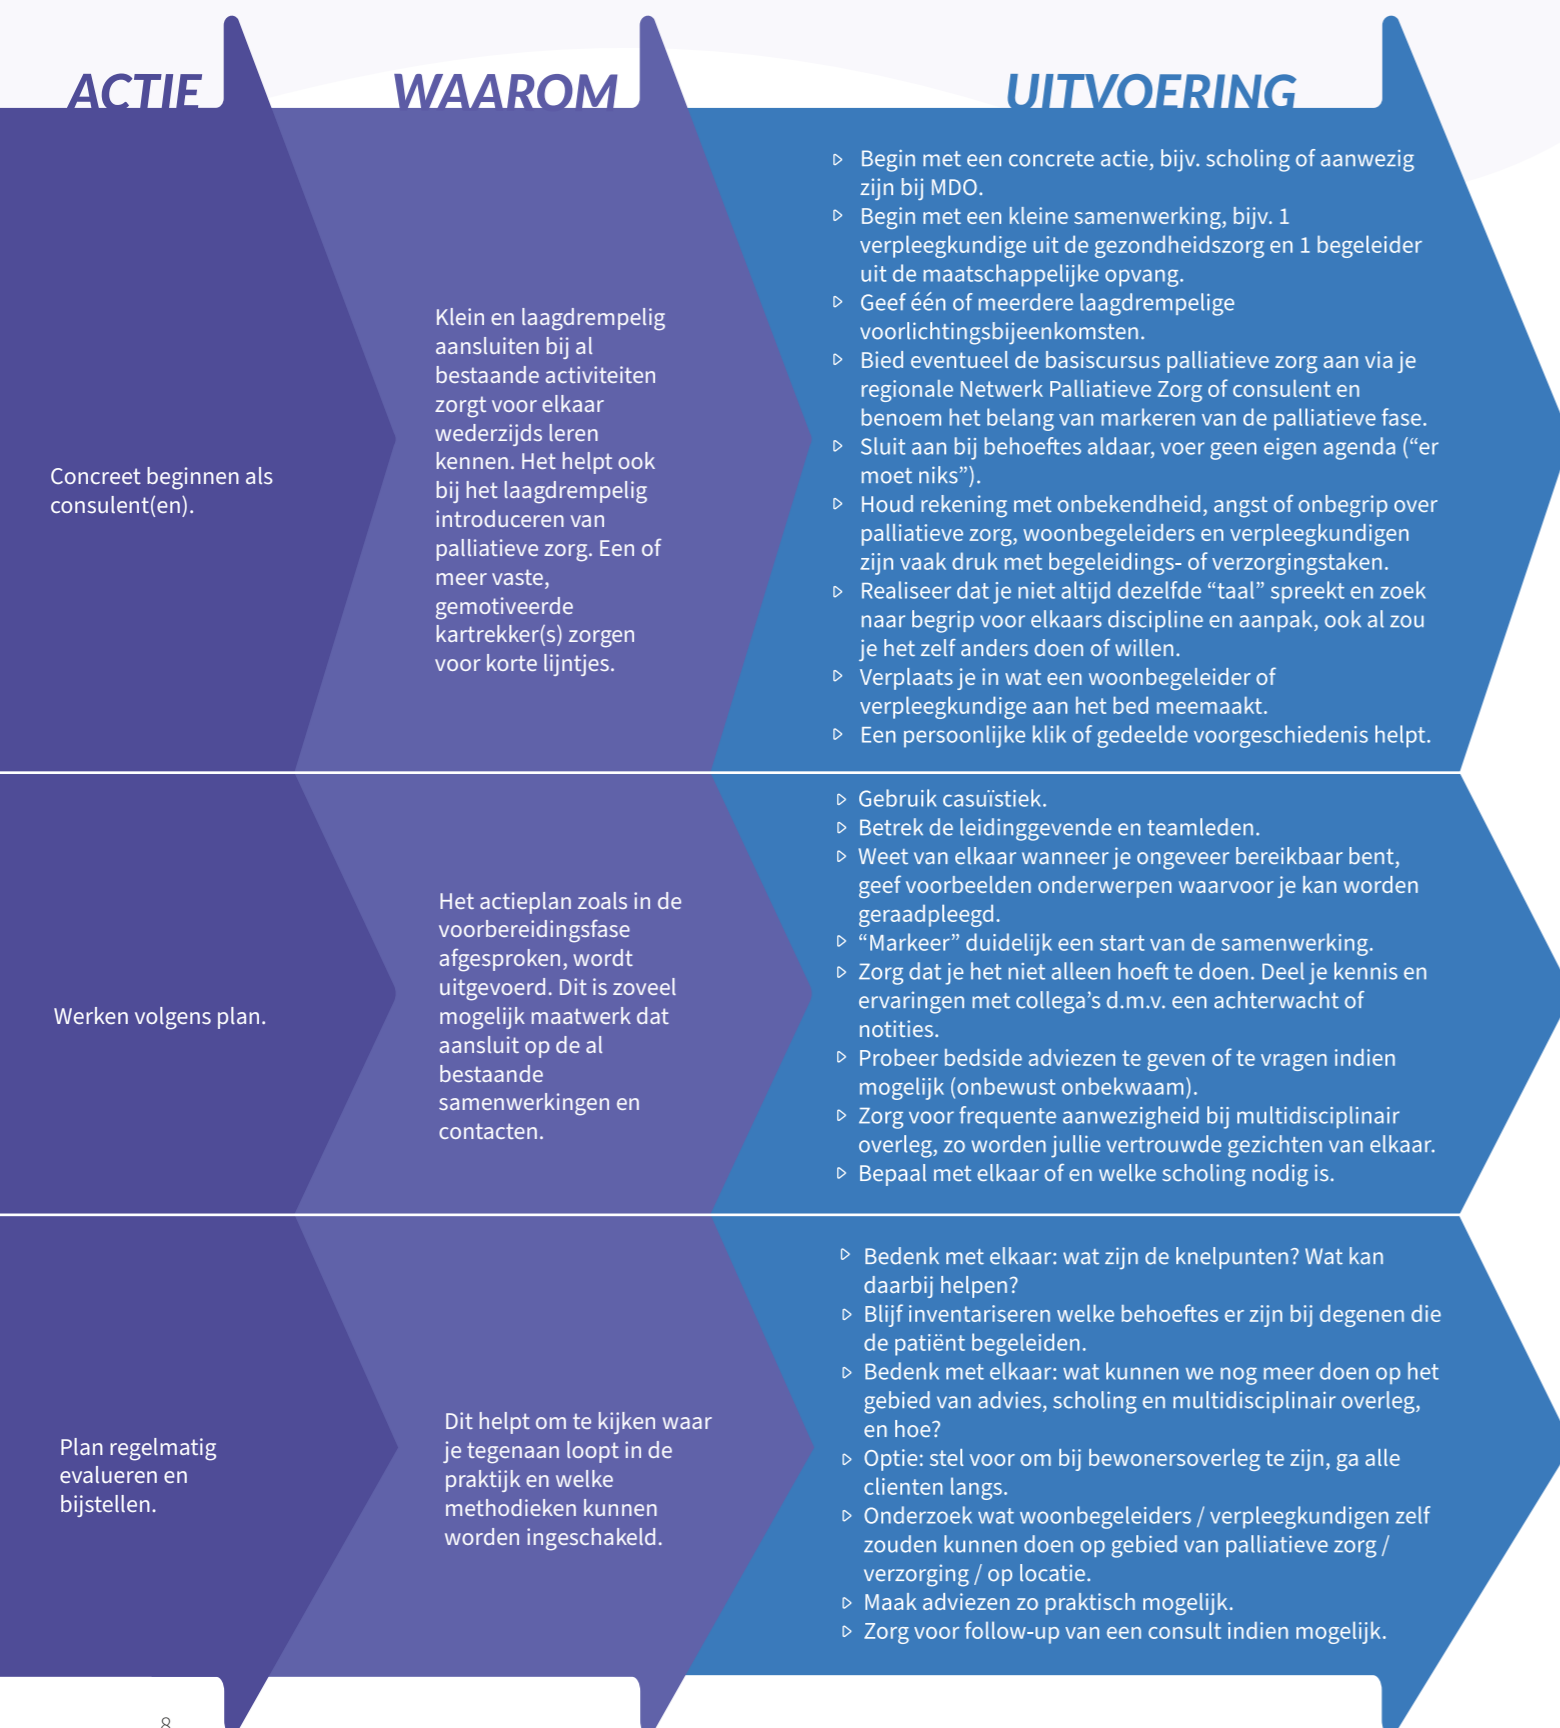 ACTIE
WAAROM
UITVOERING
Concreet beginnen als
consulent(en).
Klein en laagdrempelig
aansluiten bij al
bestaande activiteiten
zorgt voor elkaar
wederzijds leren
kennen. Het helpt ook
bij het laagdrempelig
introduceren van
palliatieve zorg. Een of
meer vaste,
gemotiveerde
kartrekker(s) zorgen
voor korte lijntjes.
▷ Begin met een concrete actie, bijv. scholing of aanwezig
zijn bij MDO.
▷ Begin met een kleine samenwerking, bijv. 1
verpleegkundige uit de gezondheidszorg en 1 begeleider
uit de maatschappelijke opvang.
▷ Geef één of meerdere laagdrempelige
voorlichtingsbijeenkomsten.
▷ Bied eventueel de basiscursus palliatieve zorg aan via je
regionale Netwerk Palliatieve Zorg of consulent en
benoem het belang van markeren van de palliatieve fase.
▷ Sluit aan bij behoeftes aldaar, voer geen eigen agenda (“er
moet niks”).
▷ Houd rekening met onbekendheid, angst of onbegrip over
palliatieve zorg, woonbegeleiders en verpleegkundigen
zijn vaak druk met begeleidings- of verzorgingstaken.
▷ Realiseer dat je niet altijd dezelfde “taal” spreekt en zoek
naar begrip voor elkaars discipline en aanpak, ook al zou
je het zelf anders doen of willen.
▷ Verplaats je in wat een woonbegeleider of
verpleegkundige aan het bed meemaakt.
▷ Een persoonlijke klik of gedeelde voorgeschiedenis helpt.
Werken volgens plan.
Het actieplan zoals in de
voorbereidingsfase
afgesproken, wordt
uitgevoerd. Dit is zoveel
mogelijk maatwerk dat
aansluit op de al
bestaande
samenwerkingen en
contacten.
▷ Gebruik casuïstiek.
▷ Betrek de leidinggevende en teamleden.
▷ Weet van elkaar wanneer je ongeveer bereikbaar bent,
geef voorbeelden onderwerpen waarvoor je kan worden
geraadpleegd.
▷ “Markeer” duidelijk een start van de samenwerking.
▷ Zorg dat je het niet alleen hoeft te doen. Deel je kennis en
ervaringen met collega’s d.m.v. een achterwacht of
notities.
▷ Probeer bedside adviezen te geven of te vragen indien
mogelijk (onbewust onbekwaam).
▷ Zorg voor frequente aanwezigheid bij multidisciplinair
overleg, zo worden jullie vertrouwde gezichten van elkaar.
▷ Bepaal met elkaar of en welke scholing nodig is.
Plan regelmatig
evalueren en
bijstellen.
Dit helpt om te kijken waar
je tegenaan loopt in de
praktijk en welke
methodieken kunnen
worden ingeschakeld.
▷ Bedenk met elkaar: wat zijn de knelpunten? Wat kan
daarbij helpen?
▷ Blijf inventariseren welke behoeftes er zijn bij degenen die
de patiënt begeleiden.
▷ Bedenk met elkaar: wat kunnen we nog meer doen op het
gebied van advies, scholing en multidisciplinair overleg,
en hoe?
▷ Optie: stel voor om bij bewonersoverleg te zijn, ga alle
clienten langs.
▷ Onderzoek wat woonbegeleiders / verpleegkundigen zelf
zouden kunnen doen op gebied van palliatieve zorg /
verzorging / op locatie.
▷ Maak adviezen zo praktisch mogelijk.
▷ Zorg voor follow-up van een consult indien mogelijk.
8